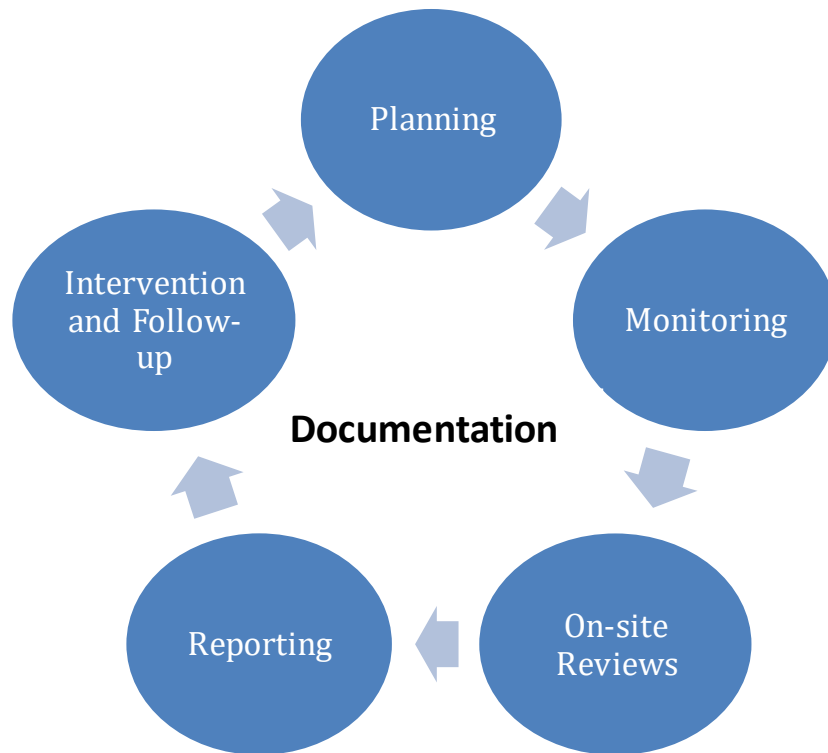 Planning
Monitoring
On-site
Reviews
Reporting
Intervention
and Follow-
up
Documentation